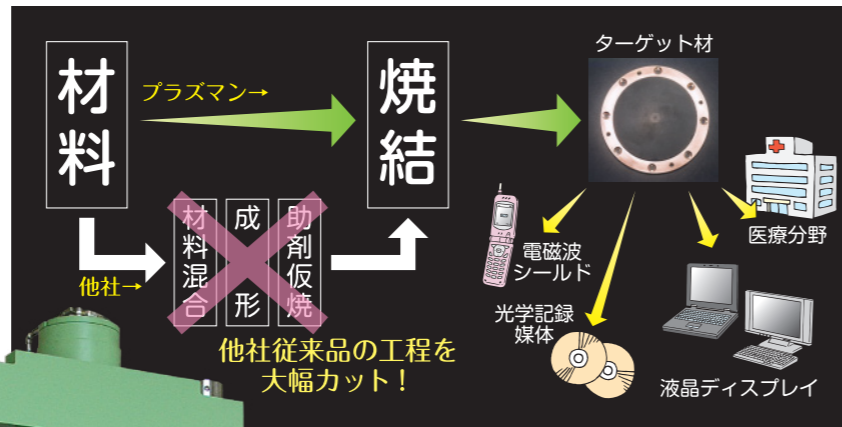 材料
プラズマン→
焼結
ターゲット材
他社→
材料混合
成形
助剤仮焼
他社従来品の工程を
大幅カット！
電磁波
シールド
光学記録
媒体
液晶ディスプレイ
医療分野